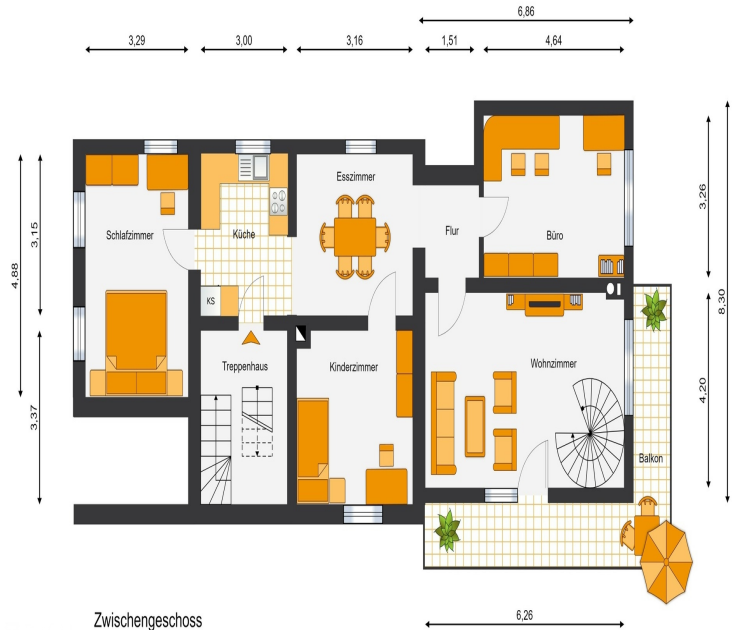 6,86
3,29
3,00
3,16
1,51
4,64
Esszimmer
Schlafzimmer
Küche
Flur
Büro
3,15
4,88
3,26
8,30
KS
Treppenhaus
Kinderzimmer
Wohnzimmer
3,37
4,20
Balkon
Zwischengeschoss
6,26